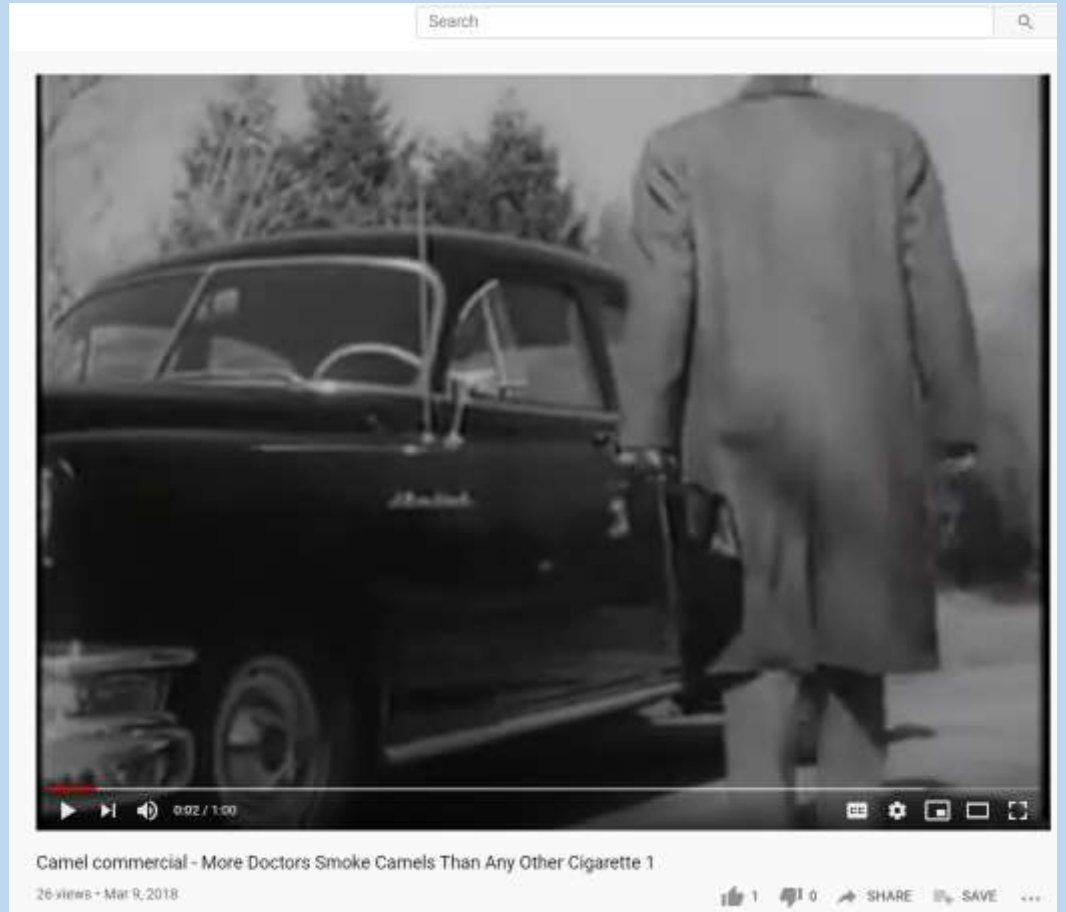 Search
0:02 / 1:00
CC
Camel commercial - More Doctors Smoke Camels Than Any Other Cigarette 1
26 views • Mar 9, 2018
1 0 SHARE SAVE